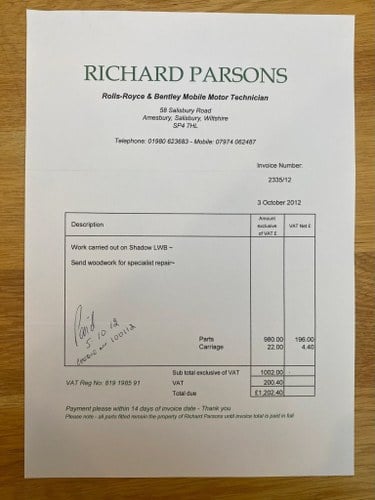 RICHARD PARSONS
Rolls-Royce & Bentley Mobile Motor Technician
58 Salisbury Road
Amesbury, Salisbury, Wiltshire
SP4 7HL
Telephone: 01980 623683 - Mobile: 07974 062467
Invoice Number:
2335/12
3 October 2012
Description Amount exclusive of VAT £ VAT Net £
Work carried out on Shadow LWB ~
Send woodwork for specialist repair~
Paid
5.10.12
100112
Parts 980.00 196.00
Carriage 22.00 4.40
Sub total exclusive of VAT 1002.00 -
VAT Reg No: 619 1985 91 VAT 200.40
Total due £1,202.40
Payment please within 14 days of invoice date - Thank you
Please note - all parts fitted remain the property of Richard Parsons until invoice total is paid in full